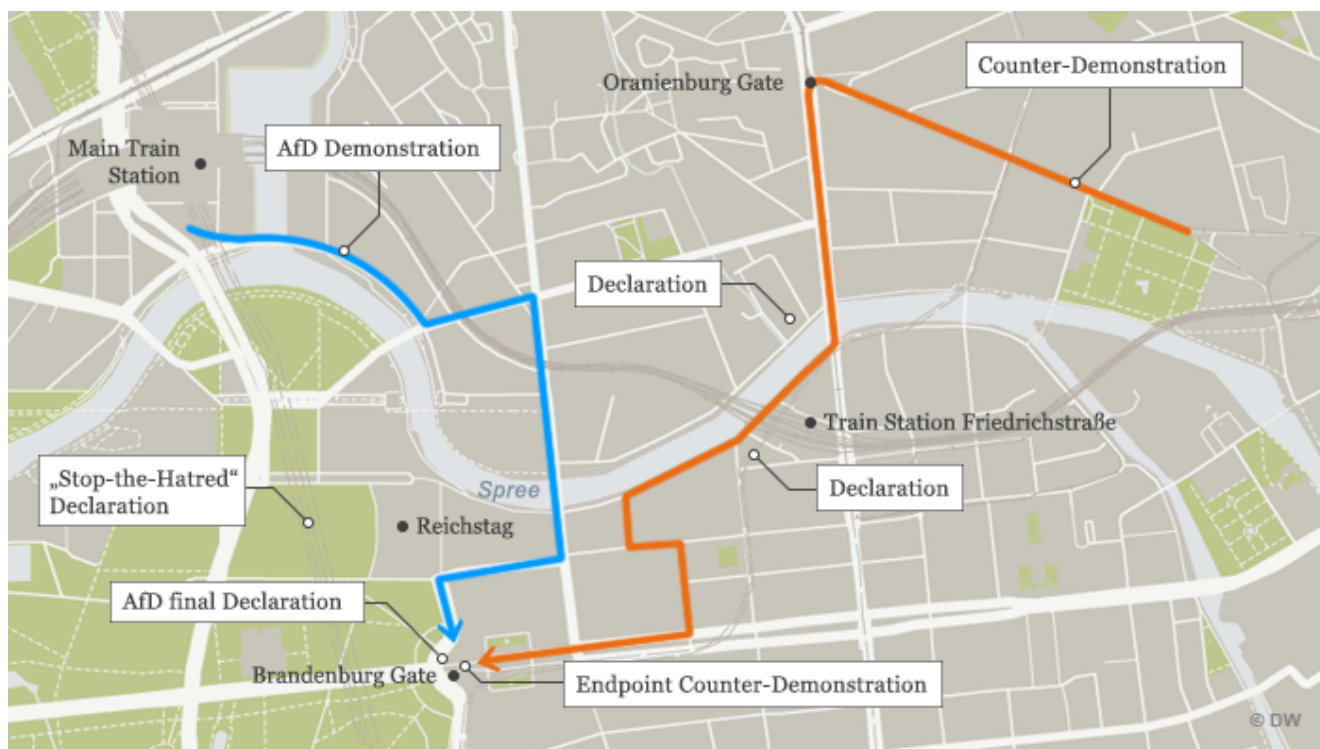 Counter-Demonstration
Oranienburg Gate
Main Train
Station
AfD Demonstration
Declaration
Train Station Friedrichstraße
„Stop-the-Hatred“
Declaration
Spree
Declaration
Reichstag
AfD final Declaration
Brandenburg Gate
Endpoint Counter-Demonstration
© DW